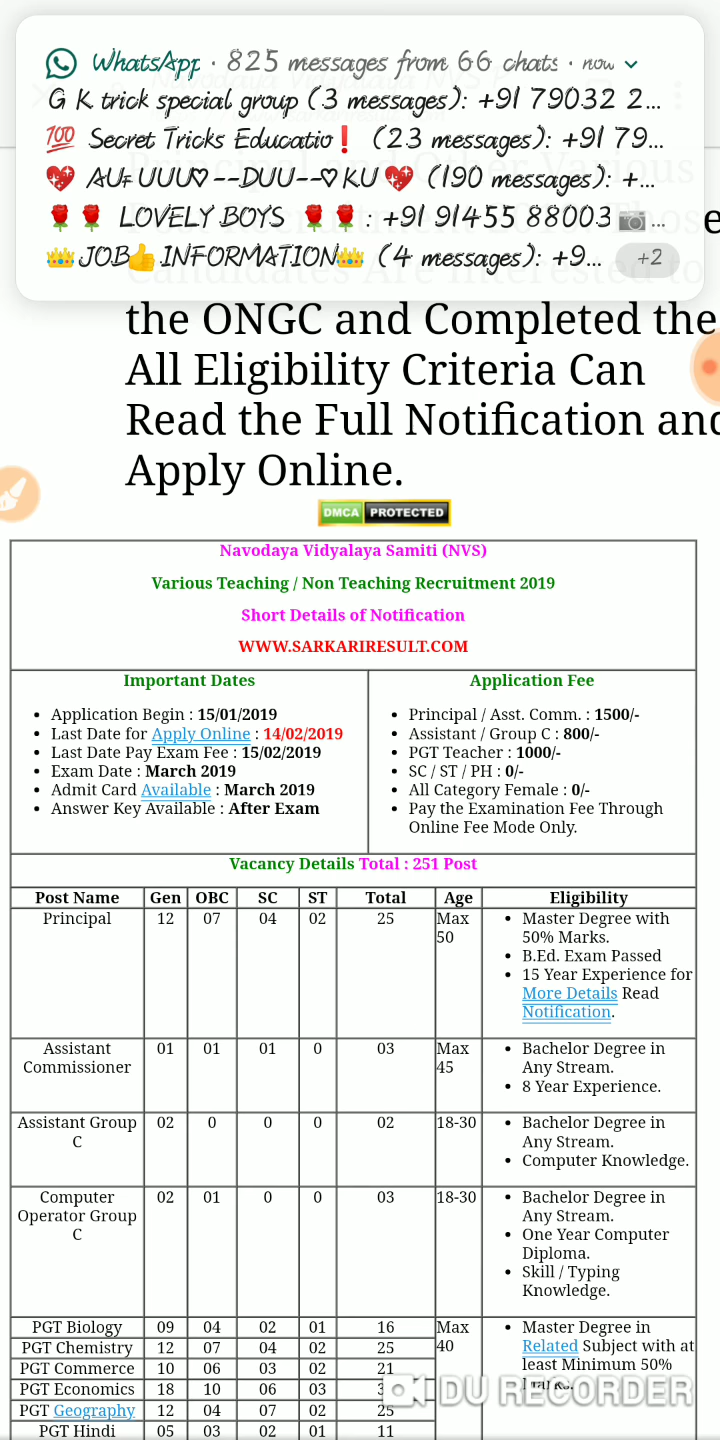 WhatsApp · 825 messages from 66 chats · now
G K trick special group (3 messages): +91 79032 2...
💯 Secret Tricks Educatio❗ (23 messages): +91 79...
(190 messages): +...
🌹🌹 LOVELY BOYS 🌹🌹: +91 91455 88003📷...
👑JOB👍INFORMATION👑 (4 messages): +9... +2
the ONGC and Completed the
All Eligibility Criteria Can
Read the Full Notification and
Apply Online.
DMCA PROTECTED
Navodaya Vidyalaya Samiti (NVS)
Various Teaching / Non Teaching Recruitment 2019
Short Details of Notification
WWW.SARKARIRESULT.COM
Important Dates
• Application Begin : 15/01/2019
• Last Date for Apply Online : 14/02/2019
• Last Date Pay Exam Fee : 15/02/2019
• Exam Date : March 2019
• Admit Card Available : March 2019
• Answer Key Available : After Exam
Application Fee
• Principal / Asst. Comm. : 1500/-
• Assistant / Group C : 800/-
• PGT Teacher : 1000/-
• SC / ST / PH : 0/-
• All Category Female : 0/-
• Pay the Examination Fee Through
Online Fee Mode Only.
Vacancy Details Total : 251 Post
Post Name Gen OBC SC ST Total Age Eligibility
Principal 12 07 04 02 25 Max
50
• Master Degree with
50% Marks.
• B.Ed. Exam Passed
• 15 Year Experience for
More Details Read
Notification.
Assistant
Commissioner 01 01 01 0 03 Max
45
• Bachelor Degree in
Any Stream.
• 8 Year Experience.
Assistant Group
C 02 0 0 0 02 18-30
• Bachelor Degree in
Any Stream.
• Computer Knowledge.
Computer
Operator Group
C 02 01 0 0 03 18-30
• Bachelor Degree in
Any Stream.
• One Year Computer
Diploma.
• Skill / Typing
Knowledge.
PGT Biology 09 04 02 01 16 Max
40
PGT Chemistry 12 07 04 02 25
PGT Commerce 10 06 03 02 21
PGT Economics 18 10 06 03
PGT Geography 12 04 07 02 25
PGT Hindi 05 03 02 01 11
• Master Degree in
Related Subject with at
least Minimum 50%
Marks.
DU RECORDER